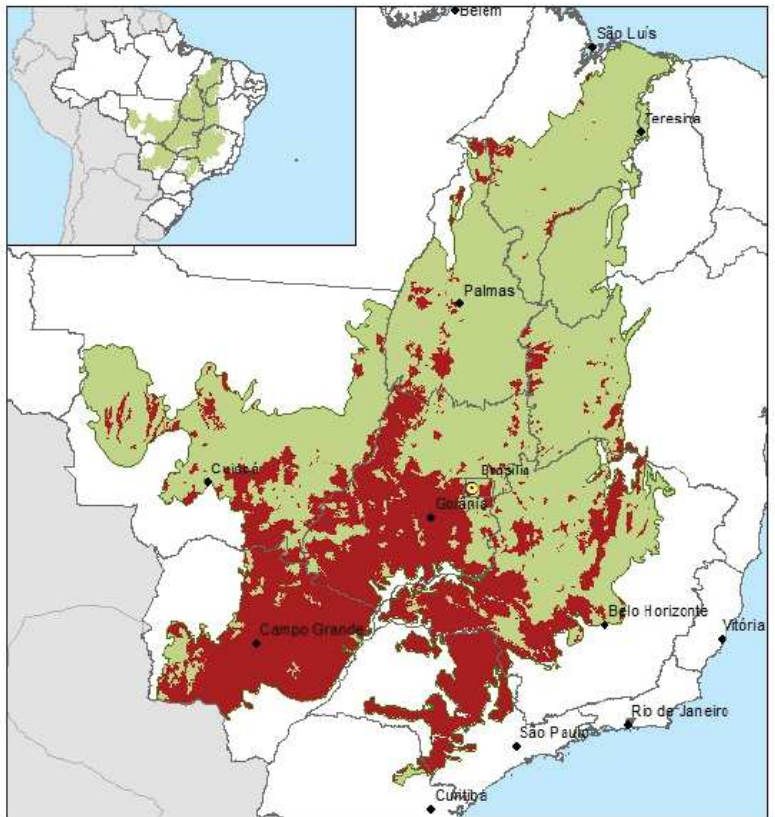 Belém
São Luís
Teresina
Palmas
Cuiabá
Brasília
Goiânia
Campo Grande
Belo Horizonte
Vitória
Rio de Janeiro
São Paulo
Curitiba